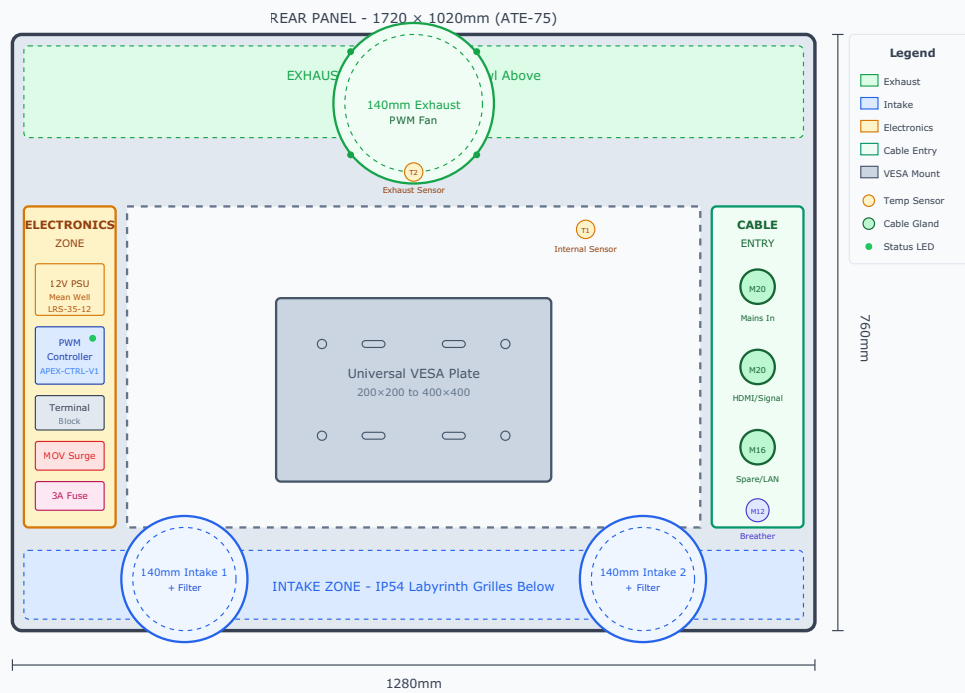 REAR PANEL - 1720 × 1020mm (ATE-75)
EXHAUS
l Above
140mm Exhaust
PWM Fan
T2
Exhaust Sensor
ELECTRONICS
ZONE
12V PSU
Mean Well
LRS-35-12
PWM
Controller
APEX-CTRL-V1
Terminal
Block
MOV Surge
3A Fuse
T1
Internal Sensor
Universal VESA Plate
200×200 to 400×400
CABLE
ENTRY
M20
Mains In
M20
HDMI/Signal
M16
Spare/LAN
M12
Breather
140mm Intake 1
+ Filter
INTAKE ZONE - IP54 Labyrinth Grilles Below
140mm Intake 2
+ Filter
1280mm
760mm
Legend
Exhaust
Intake
Electronics
Cable Entry
VESA Mount
Temp Sensor
Cable Gland
Status LED